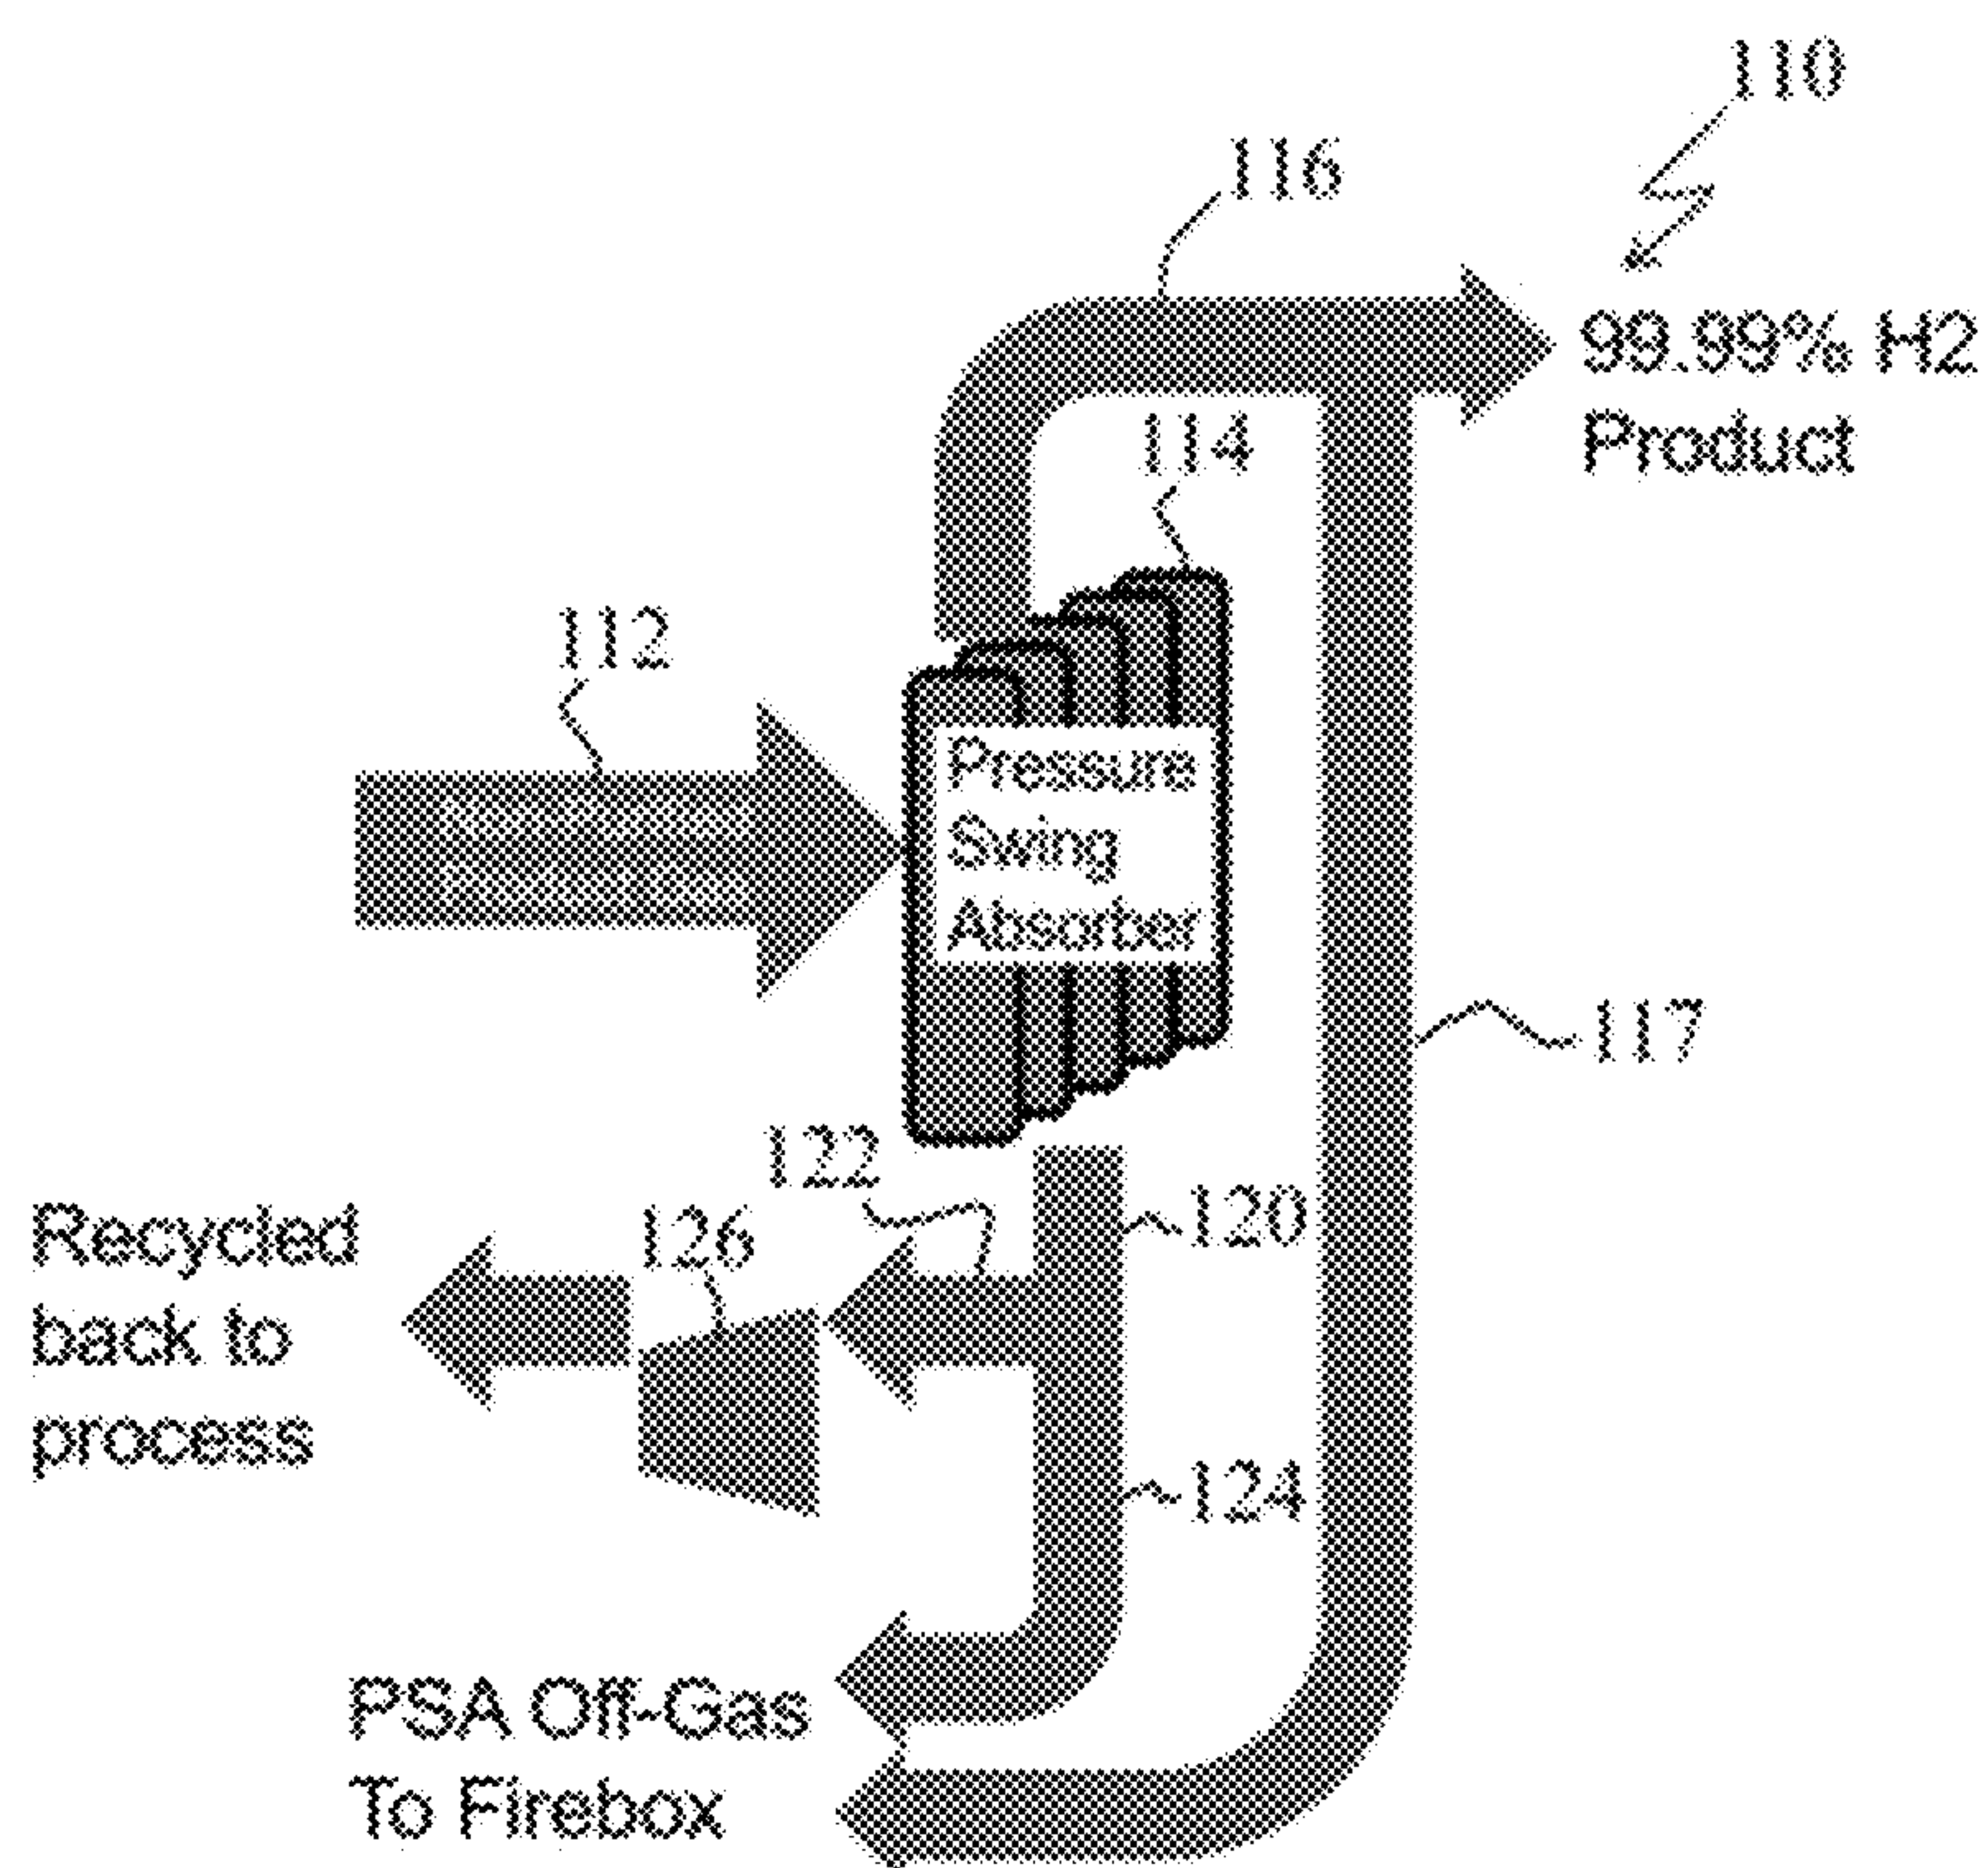 110
116
99.99% H2
Product
114
112
Pressure
Swing
Absorber
117
122
120
126
Recycled
back to
process
124
PSA Off-Gas
To Firebox